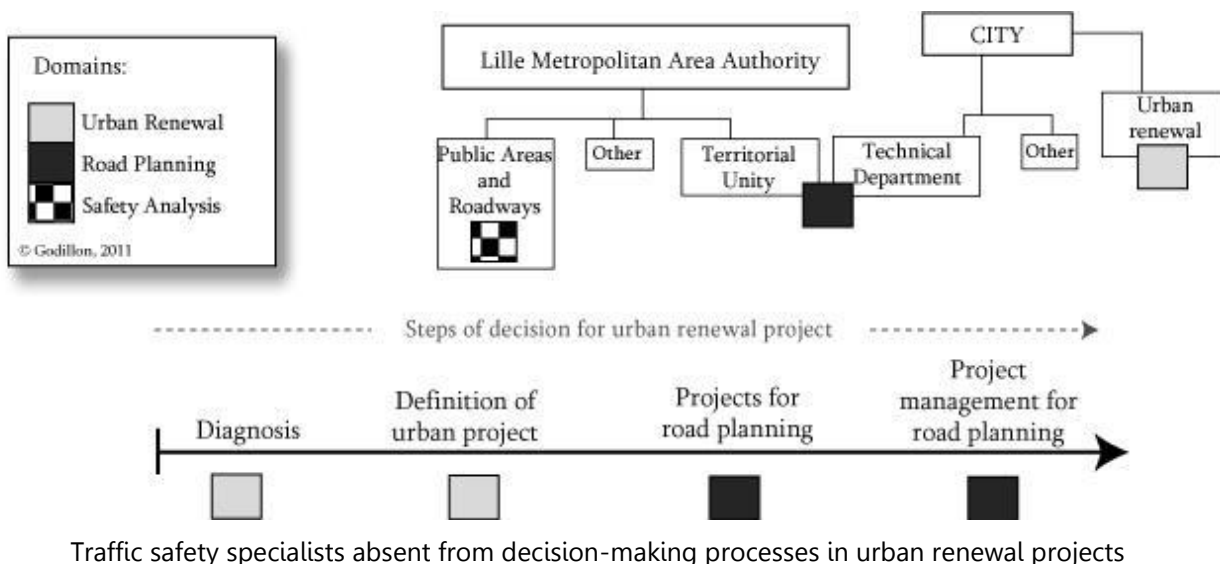 Domains:
Urban Renewal
Road Planning
Safety Analysis
© Godillon, 2011
Lille Metropolitan Area Authority
CITY
Public Areas
and
Roadways
Other
Territorial
Unity
Technical
Department
Other
Urban
renewal
Steps of decision for urban renewal project
Diagnosis
Definition of
urban project
Projects for
road planning
Project
management for
road planning
Traffic safety specialists absent from decision-making processes in urban renewal projects